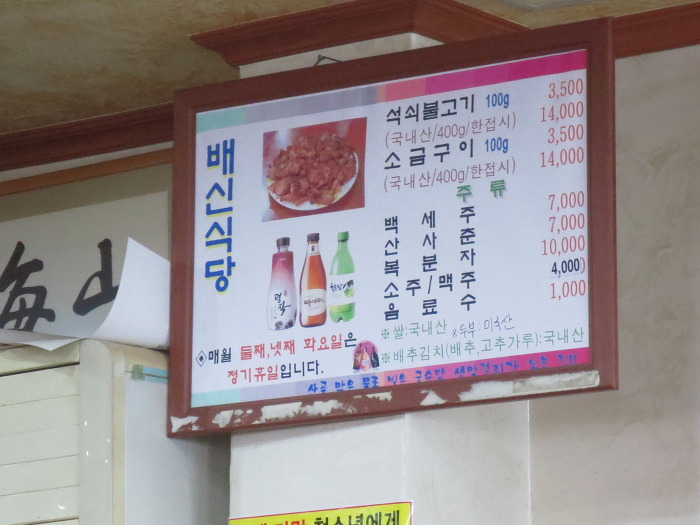 배신식당
석쇠불고기 100g 3,500
(국내산/400g/한접시) 14,000
소금구이 100g 3,500
(국내산/400g/한접시) 14,000
주류
백 세 주 7,000
산 사 춘 7,000
복 분 자 10,000
소주/맥주 4,000
음 료 수 1,000
※쌀:국내산 ※두부:미국산
※배추김치(배추,고추가루):국내산
◈매월 둘째,넷째 화요일은
정기휴일입니다.
海山
청소년에게